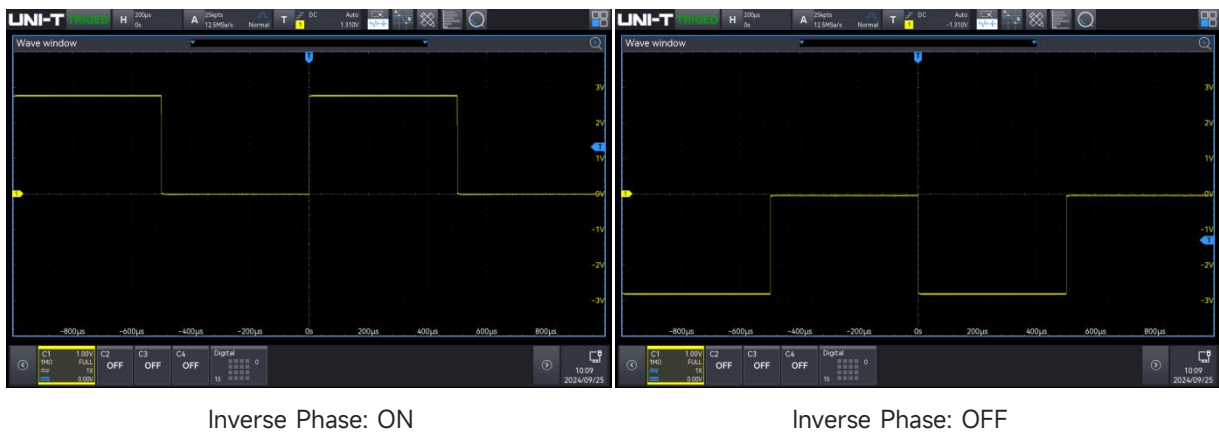 UNI-T TRIGED H 200μs 0s A 25kpts 12.5MSa/s Normal T DC 1 Auto 1.310V
Wave window
T
3V
2V
T
1V
1
0V
-1V
-2V
-3V
-800μs -600μs -400μs -200μs 0s 200μs 400μs 600μs 800μs
C1 1.00V C2 C3 C4 Digital
1MΩ FULL OFF OFF OFF 0
1X
0.00V 15
10:09
2024/09/25
Inverse Phase: ON
UNI-T TRIGED H 200μs 0s A 25kpts 12.5MSa/s Normal T DC 1 Auto -1.310V
Wave window
T
3V
2V
1V
1
0V
-1V
T
-2V
-3V
-800μs -600μs -400μs -200μs 0s 200μs 400μs 600μs 800μs
C1 1.00V C2 C3 C4 Digital
1MΩ FULL OFF OFF OFF 0
1X
0.00V 15
10:09
2024/09/25
Inverse Phase: OFF